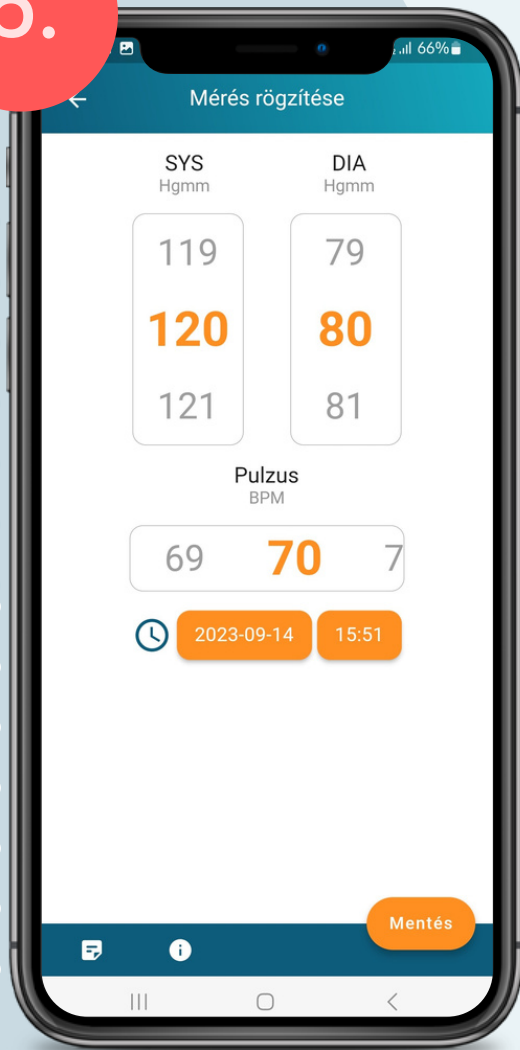 66%
Mérés rögzítése
SYS DIA
Hgmm Hgmm
119 79
120 80
121 81
Pulzus
BPM
69 70 7
2023-09-14 15:51
Mentés